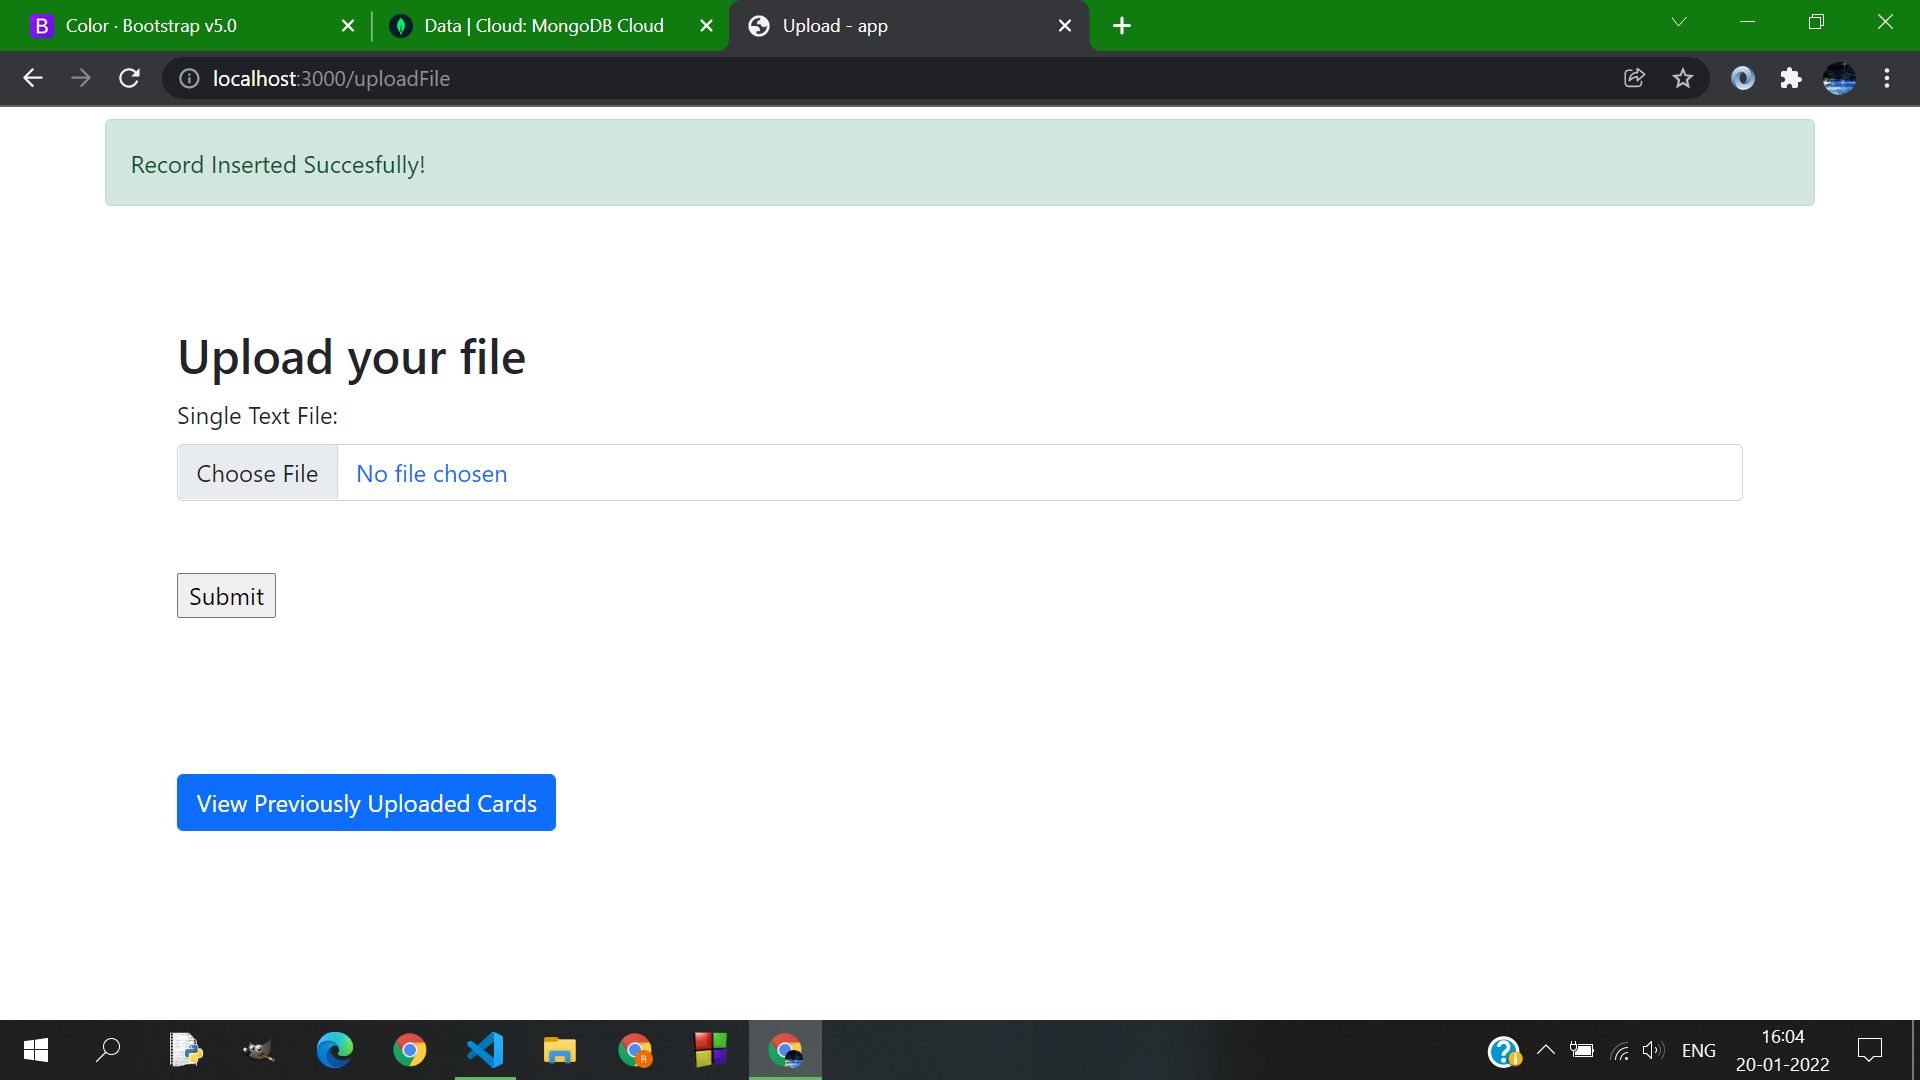 Color · Bootstrap v5.0
Data | Cloud: MongoDB Cloud
Upload - app
localhost:3000/uploadFile
Record Inserted Succesfully!
Upload your file
Single Text File:
Choose File No file chosen
Submit
View Previously Uploaded Cards
ENG
16:04
20-01-2022